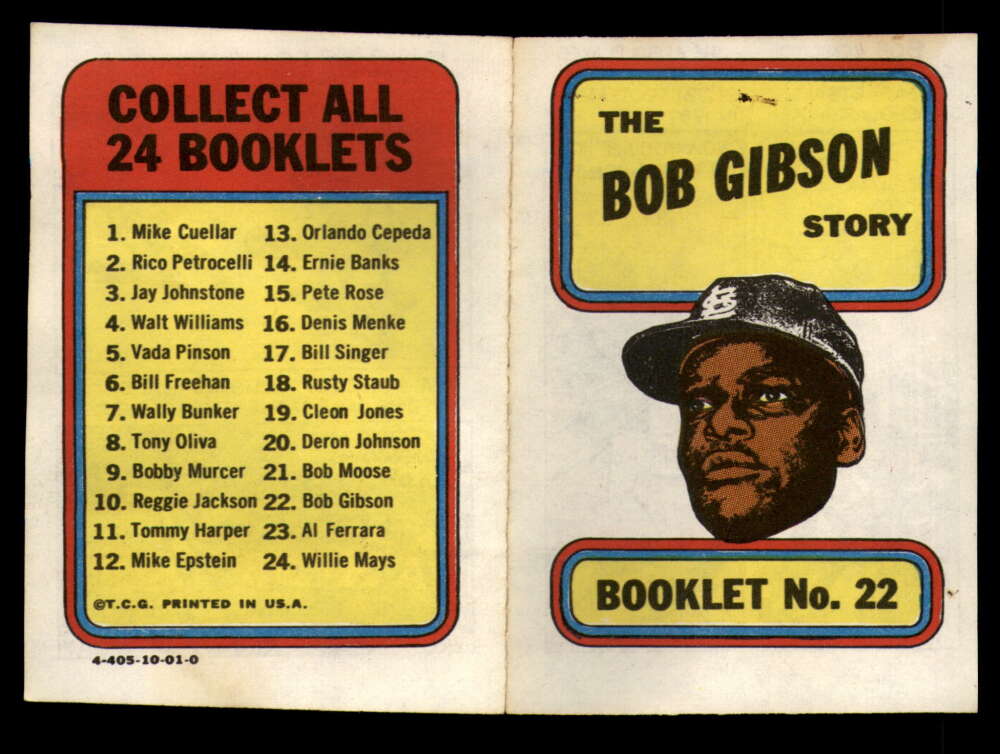 COLLECT ALL
24 BOOKLETS
1. Mike Cuellar
2. Rico Petrocelli
3. Jay Johnstone
4. Walt Williams
5. Vada Pinson
6. Bill Freehan
7. Wally Bunker
8. Tony Oliva
9. Bobby Murcer
10. Reggie Jackson
11. Tommy Harper
12. Mike Epstein
13. Orlando Cepeda
14. Ernie Banks
15. Pete Rose
16. Denis Menke
17. Bill Singer
18. Rusty Staub
19. Cleon Jones
20. Deron Johnson
21. Bob Moose
22. Bob Gibson
23. Al Ferrara
24. Willie Mays
©T.C.G. PRINTED IN U.S.A.
4-405-10-01-0
THE
BOB GIBSON
STORY
STL
BOOKLET No. 22